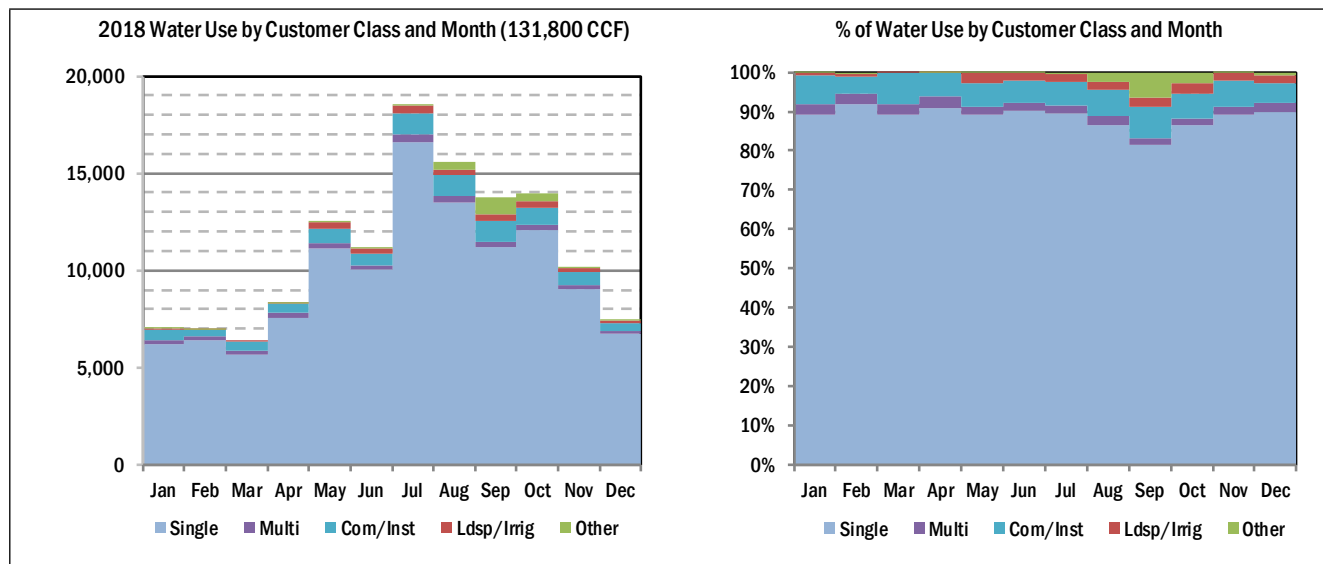 2018 Water Use by Customer Class and Month (131,800 CCF)
20,000
15,000
10,000
5,000
0
Jan Feb Mar Apr May Jun Jul Aug Sep Oct Nov Dec
Single Multi Com/Inst Ldsp/Irrig Other
% of Water Use by Customer Class and Month
100%
90%
80%
70%
60%
50%
40%
30%
20%
10%
0%
Jan Feb Mar Apr May Jun Jul Aug Sep Oct Nov Dec
Single Multi Com/Inst Ldsp/Irrig Other